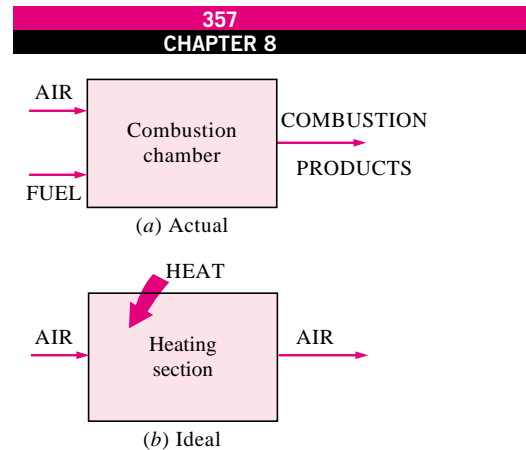 357
CHAPTER 8
AIR
FUEL
Combustion
chamber
COMBUSTION
PRODUCTS
(a) Actual
HEAT
AIR
Heating
section
AIR
(b) Ideal